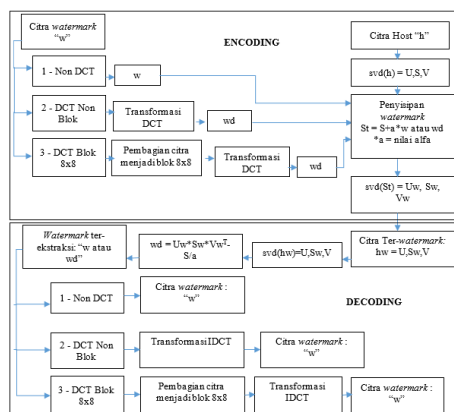 Citra watermark
"w"
ENCODING
Citra Host "h"
1 - Non DCT
w
svd(h) = U,S,V
2 - DCT Non
Blok
Transformasi
DCT
wd
Penyisipan
watermark
St = S+a*w atau wd
*a = nilai alfa
3 - DCT Blok
8x8
Pembagian citra
menjadi blok 8x8
Transformasi
DCT
wd
svd(St) = Uw, Sw,
Vw
Watermark ter-
ekstraksi: "w atau
wd"
wd = Uw*Sw*Vwᵀ-
S/a
svd(hw)=U,Sw,V
Citra Ter-watermark:
hw = U,Sw,V
1 - Non DCT
Citra watermark :
"w"
DECODING
2 - DCT Non
Blok
Transformasi IDCT
Citra watermark :
"w"
3 - DCT Blok
8x8
Pembagian citra
menjadi blok 8x8
Transformasi
IDCT
Citra watermark :
"w"